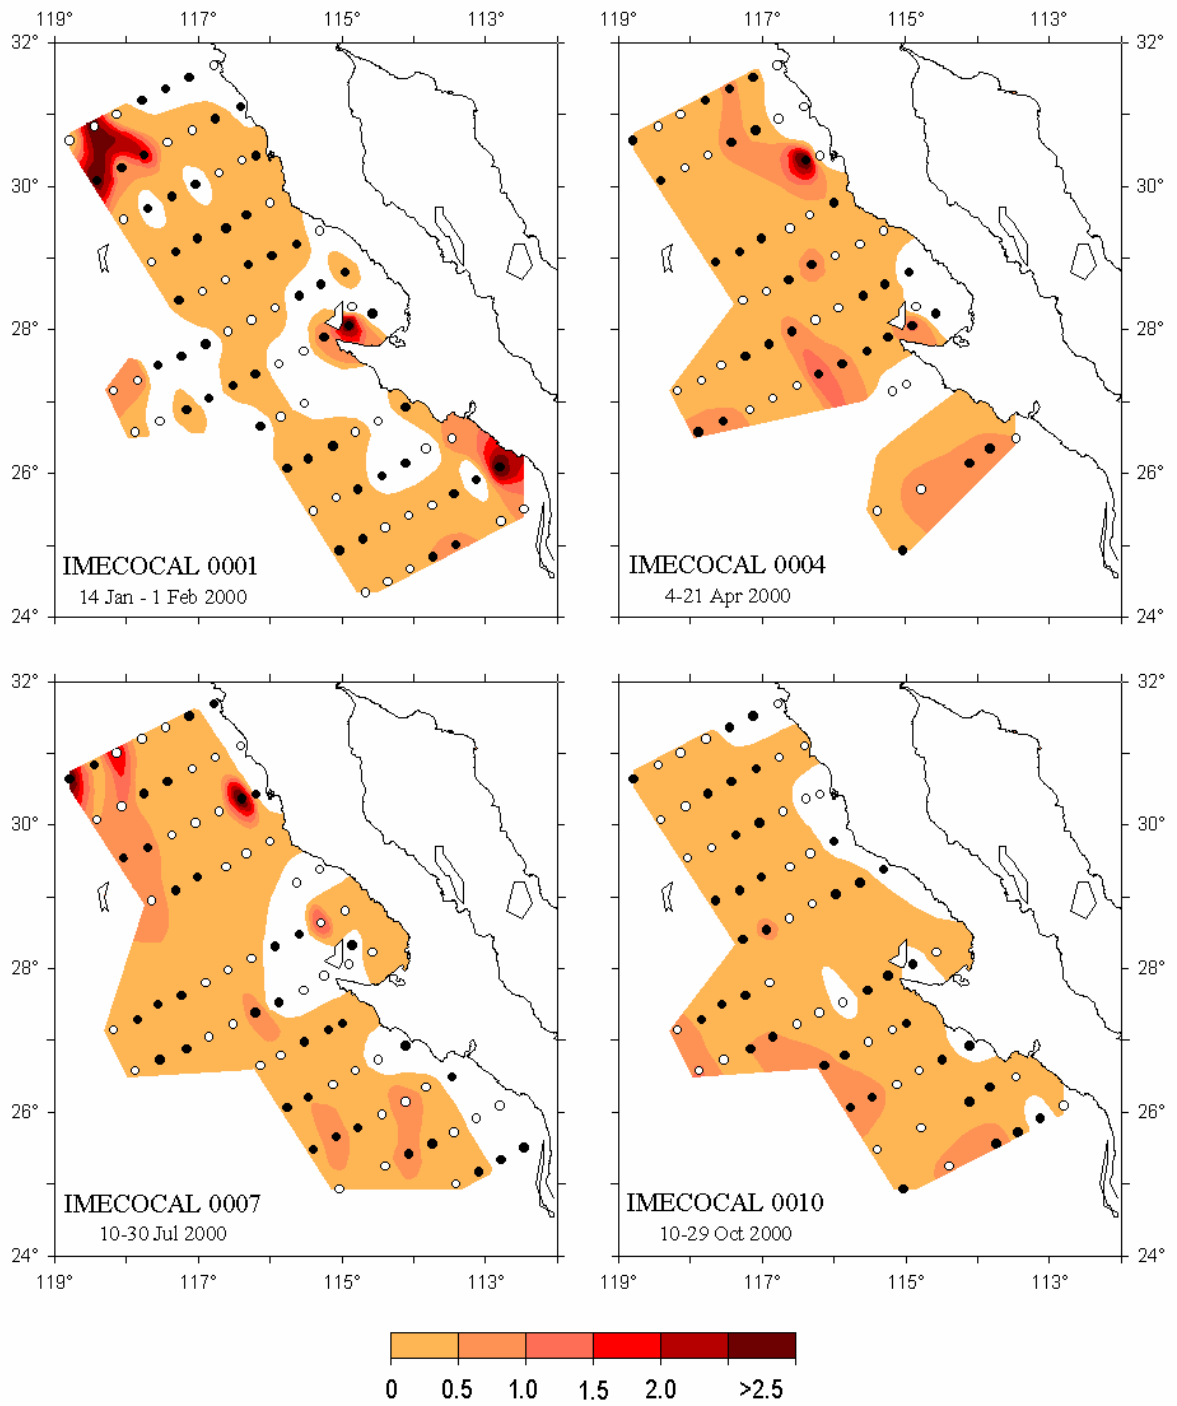 119° 117° 115° 113° 119° 117° 115° 113°
32° 32°
30° 30°
28° 28°
26° 26°
24° 24°
IMECOCAL 0001
14 Jan - 1 Feb 2000
IMECOCAL 0004
4-21 Apr 2000
32° 32°
30° 30°
28° 28°
26° 26°
24° 24°
IMECOCAL 0007
10-30 Jul 2000
IMECOCAL 0010
10-29 Oct 2000
119° 117° 115° 113° 119° 117° 115° 113°
0 0.5 1.0 1.5 2.0 >2.5